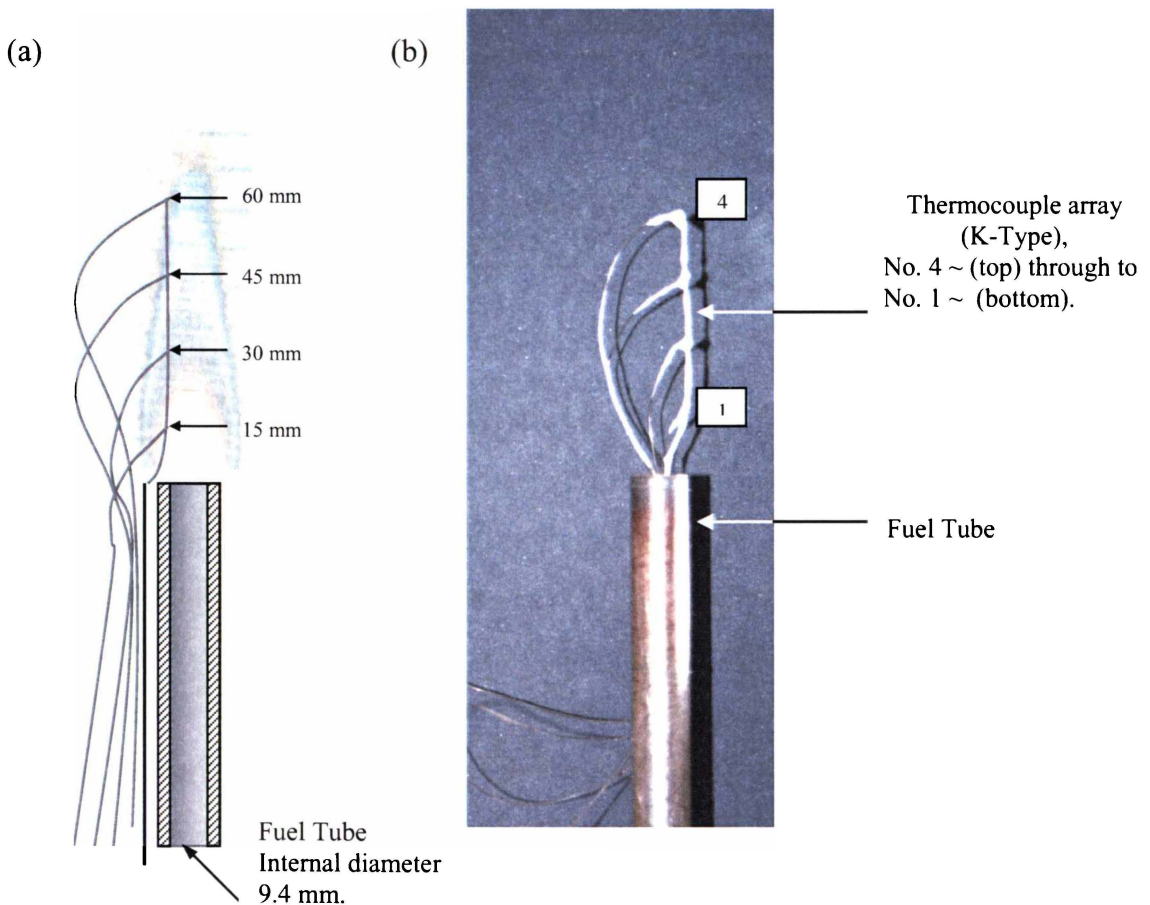 (a)
60 mm
45 mm
30 mm
15 mm
Fuel Tube
Internal diameter
9.4 mm.
(b)
4
1
Thermocouple array
(K-Type),
No. 4 ~ (top) through to
No. 1 ~ (bottom).
Fuel Tube